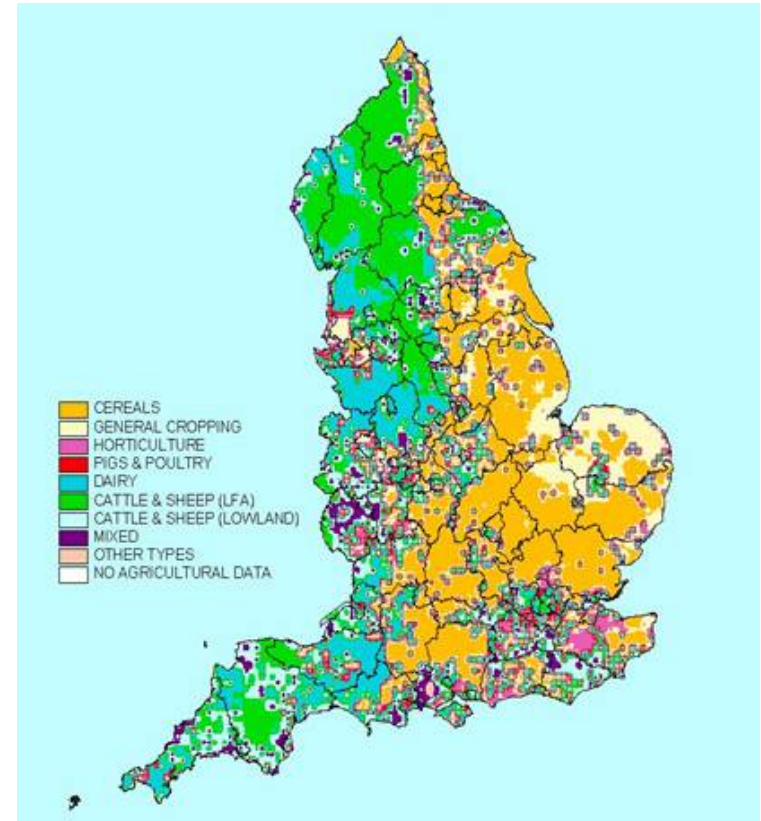 CEREALS
GENERAL CROPPING
HORTICULTURE
PIGS & POULTRY
DAIRY
CATTLE & SHEEP (LFA)
CATTLE & SHEEP (LOWLAND)
MIXED
OTHER TYPES
NO AGRICULTURAL DATA